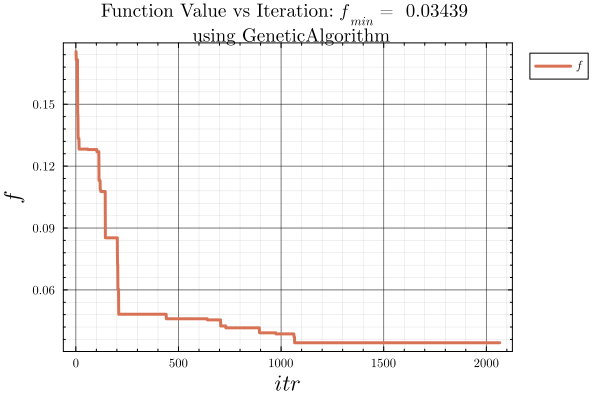 Function Value vs Iteration: f_min = 0.03439
using GeneticAlgorithm
f
0.15
0.12
0.09
0.06
f
0 500 1000 1500 2000
itr